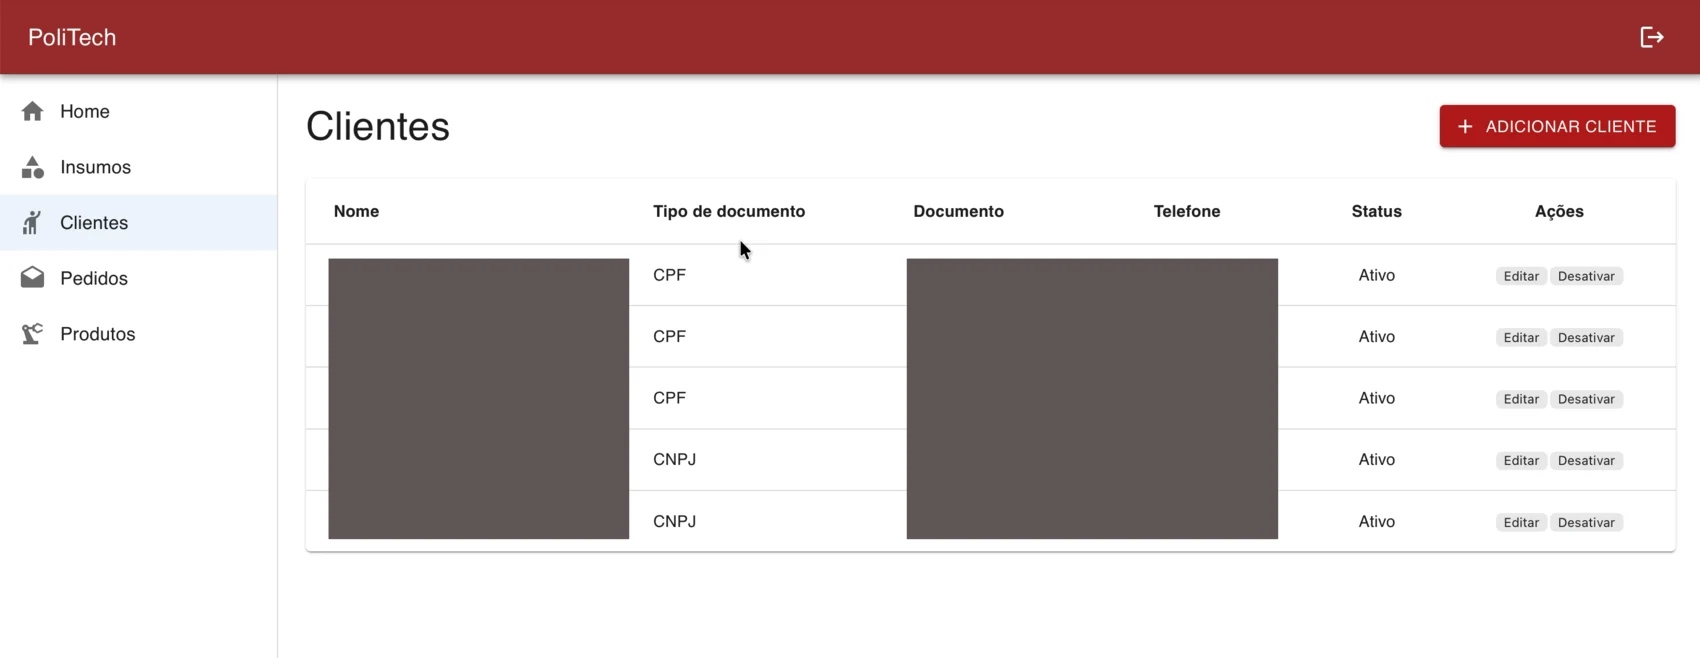 PoliTech
Home
Insumos
Clientes
Pedidos
Produtos
Clientes
ADICIONAR CLIENTE
Nome Tipo de documento Documento Telefone Status Ações
CPF Ativo Editar Desativar
CPF Ativo Editar Desativar
CPF Ativo Editar Desativar
CNPJ Ativo Editar Desativar
CNPJ Ativo Editar Desativar